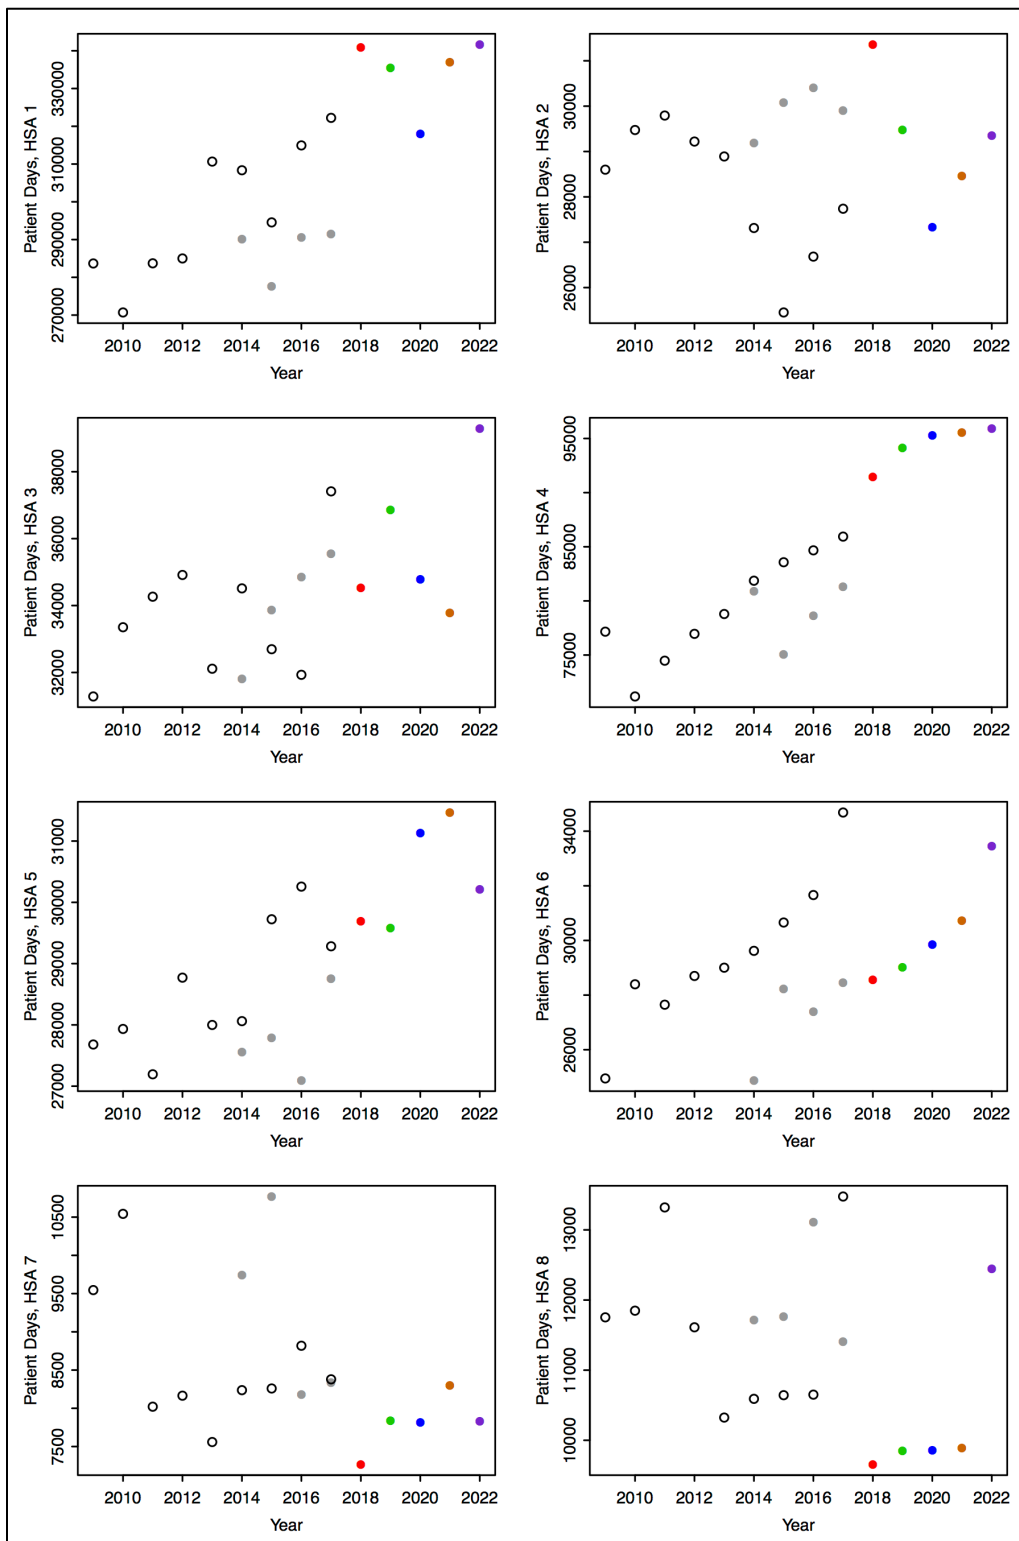 Patient Days, HSA 1
330000
310000
290000
270000
2010 2012 2014 2016 2018 2020 2022
Year
Patient Days, HSA 2
30000
28000
26000
2010 2012 2014 2016 2018 2020 2022
Year
Patient Days, HSA 3
38000
36000
34000
32000
2010 2012 2014 2016 2018 2020 2022
Year
Patient Days, HSA 4
95000
85000
75000
2010 2012 2014 2016 2018 2020 2022
Year
Patient Days, HSA 5
31000
30000
29000
28000
27000
2010 2012 2014 2016 2018 2020 2022
Year
Patient Days, HSA 6
34000
30000
26000
2010 2012 2014 2016 2018 2020 2022
Year
Patient Days, HSA 7
10500
9500
8500
7500
2010 2012 2014 2016 2018 2020 2022
Year
Patient Days, HSA 8
13000
12000
11000
10000
2010 2012 2014 2016 2018 2020 2022
Year